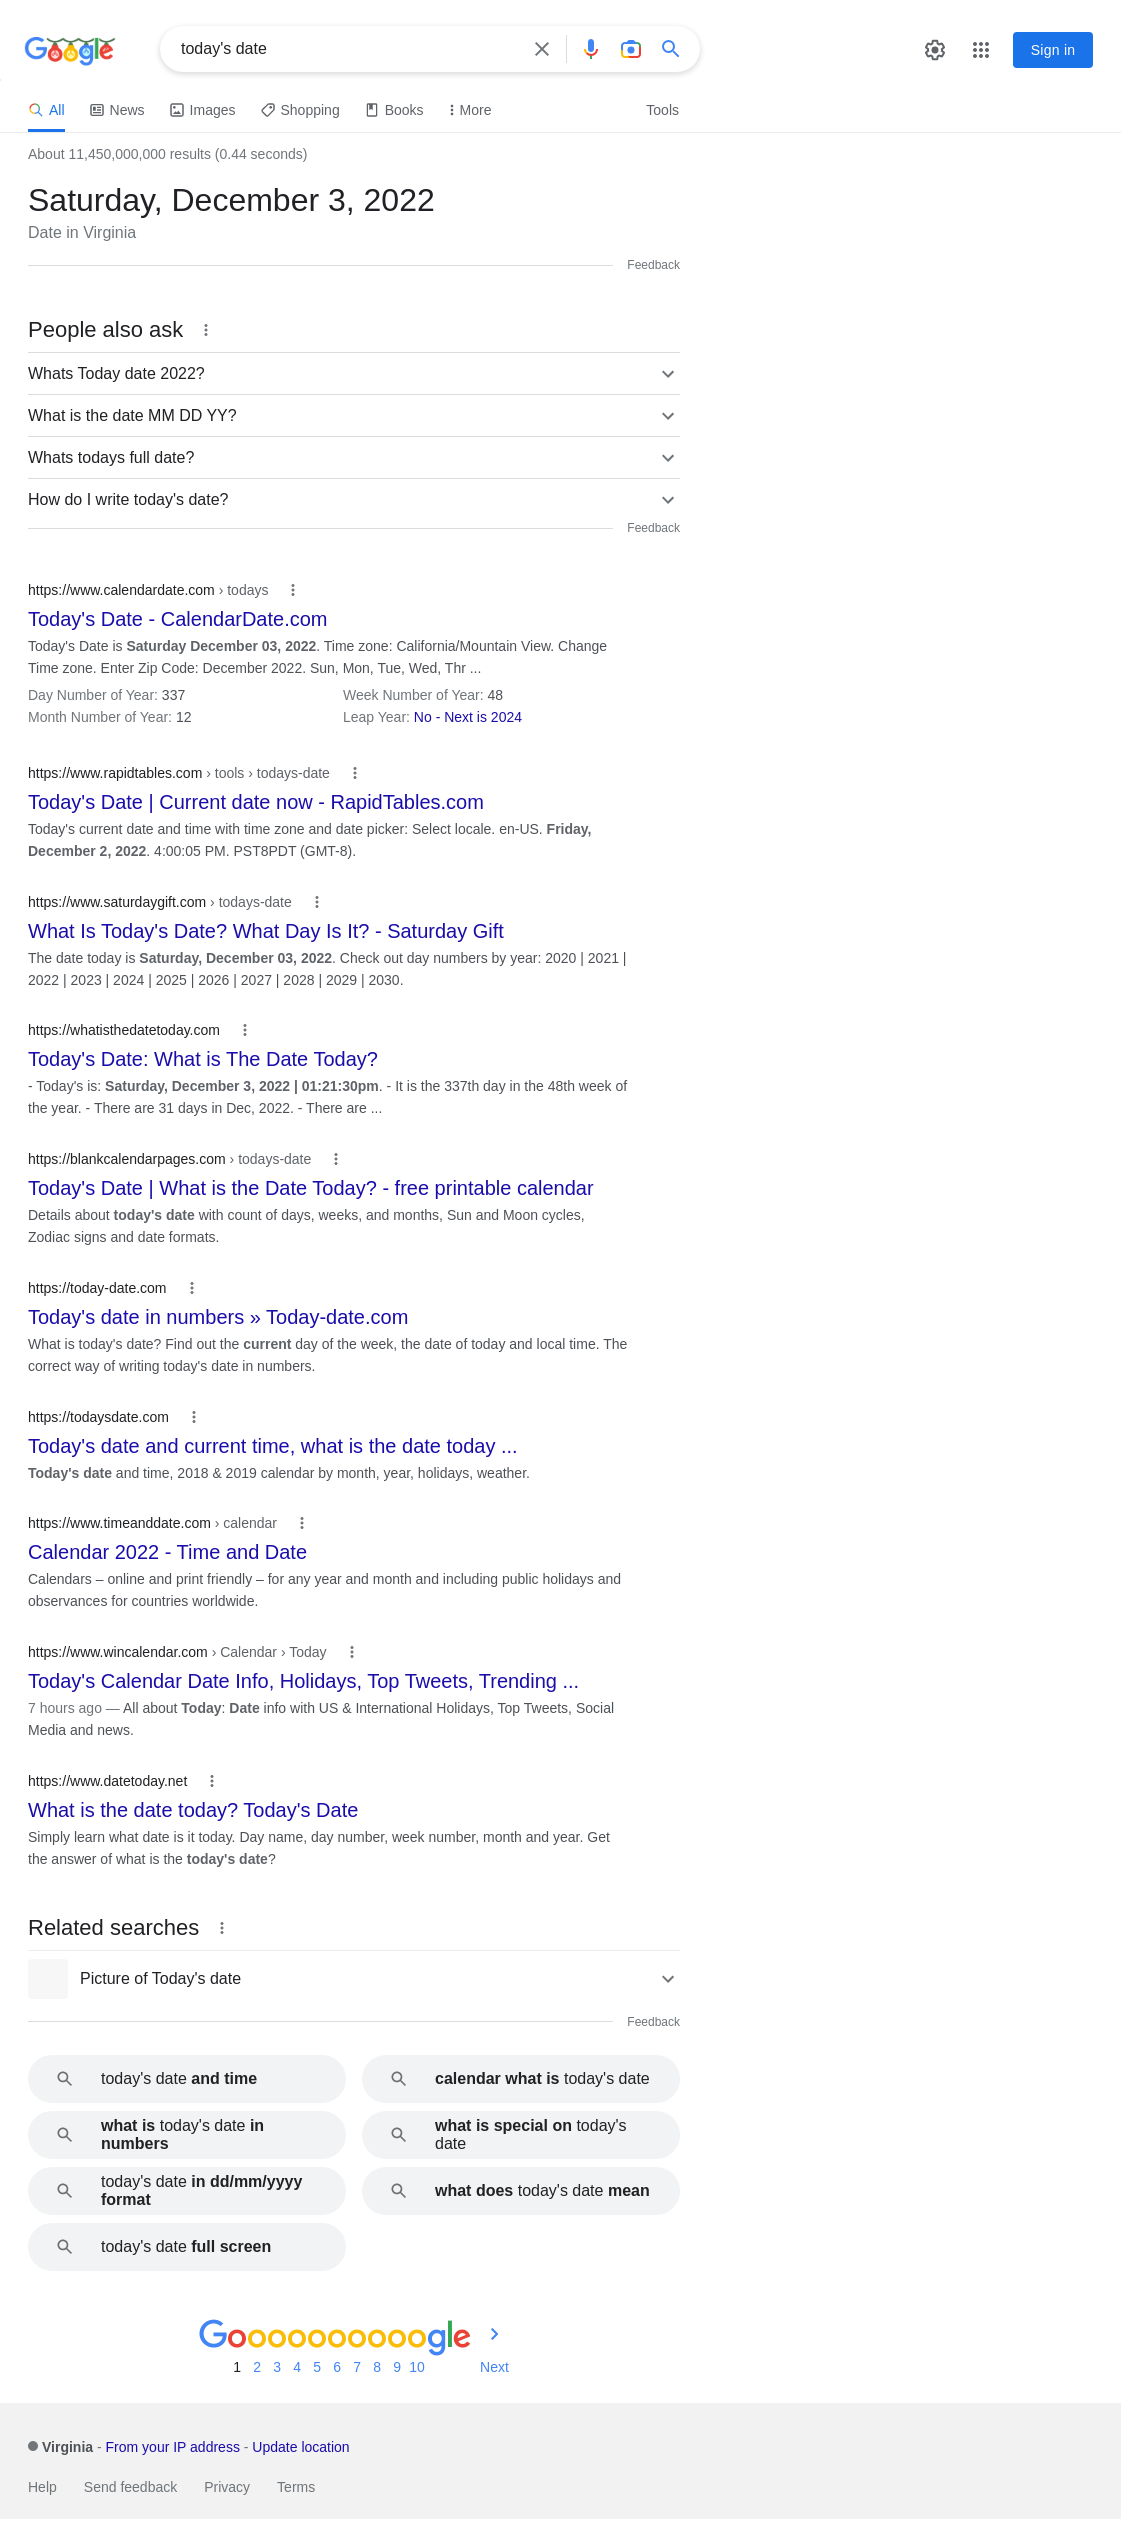 Google
today's date
Sign in
All
News
Images
Shopping
Books
More
Tools
About 11,450,000,000 results (0.44 seconds)
Saturday, December 3, 2022
Date in Virginia
Feedback
People also ask
Whats Today date 2022?
What is the date MM DD YY?
Whats todays full date?
How do I write today's date?
Feedback
https://www.calendardate.com › todays
Today's Date - CalendarDate.com
Today's Date is Saturday December 03, 2022. Time zone: California/Mountain View. Change
Time zone. Enter Zip Code: December 2022. Sun, Mon, Tue, Wed, Thr ...
Day Number of Year: 337
Week Number of Year: 48
Month Number of Year: 12
Leap Year: No - Next is 2024
https://www.rapidtables.com › tools › todays-date
Today's Date | Current date now - RapidTables.com
Today's current date and time with time zone and date picker: Select locale. en-US. Friday,
December 2, 2022. 4:00:05 PM. PST8PDT (GMT-8).
https://www.saturdaygift.com › todays-date
What Is Today's Date? What Day Is It? - Saturday Gift
The date today is Saturday, December 03, 2022. Check out day numbers by year: 2020 | 2021 |
2022 | 2023 | 2024 | 2025 | 2026 | 2027 | 2028 | 2029 | 2030.
https://whatisthedatetoday.com
Today's Date: What is The Date Today?
- Today's is: Saturday, December 3, 2022 | 01:21:30pm. - It is the 337th day in the 48th week of
the year. - There are 31 days in Dec, 2022. - There are ...
https://blankcalendarpages.com › todays-date
Today's Date | What is the Date Today? - free printable calendar
Details about today's date with count of days, weeks, and months, Sun and Moon cycles,
Zodiac signs and date formats.
https://today-date.com
Today's date in numbers » Today-date.com
What is today's date? Find out the current day of the week, the date of today and local time. The
correct way of writing today's date in numbers.
https://todaysdate.com
Today's date and current time, what is the date today ...
Today's date and time, 2018 & 2019 calendar by month, year, holidays, weather.
https://www.timeanddate.com › calendar
Calendar 2022 - Time and Date
Calendars – online and print friendly – for any year and month and including public holidays and
observances for countries worldwide.
https://www.wincalendar.com › Calendar › Today
Today's Calendar Date Info, Holidays, Top Tweets, Trending ...
7 hours ago — All about Today: Date info with US & International Holidays, Top Tweets, Social
Media and news.
https://www.datetoday.net
What is the date today? Today's Date
Simply learn what date is it today. Day name, day number, week number, month and year. Get
the answer of what is the today's date?
Related searches
Picture of Today's date
Feedback
today's date and time
calendar what is today's date
what is today's date in
numbers
what is special on today's
date
today's date in dd/mm/yyyy
format
what does today's date mean
today's date full screen
Goooooooooogle
1 2 3 4 5 6 7 8 9 10 Next
Virginia - From your IP address - Update location
Help Send feedback Privacy Terms